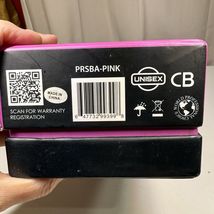 PRSBA-PINK
MADE IN
CHINA
UNISEX
CB
SCAN FOR WARRANTY
REGISTRATION